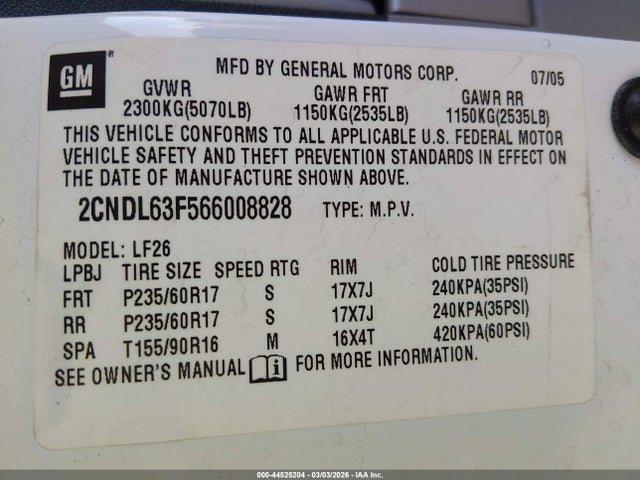 GM
MFD BY GENERAL MOTORS CORP. 07/05
GVWR GAWR FRT GAWR RR
2300KG(5070LB) 1150KG(2535LB) 1150KG(2535LB)
THIS VEHICLE CONFORMS TO ALL APPLICABLE U.S. FEDERAL MOTOR
VEHICLE SAFETY AND THEFT PREVENTION STANDARDS IN EFFECT ON
THE DATE OF MANUFACTURE SHOWN ABOVE.
2CNDL63F566008828 TYPE: M.P.V.
MODEL: LF26
LPBJ TIRE SIZE SPEED RTG RIM COLD TIRE PRESSURE
FRT P235/60R17 S 17X7J 240KPA(35PSI)
RR P235/60R17 S 17X7J 240KPA(35PSI)
SPA T155/90R16 M 16X4T 420KPA(60PSI)
SEE OWNER'S MANUAL FOR MORE INFORMATION.
000-44525204 - 03/03/2026 - IAA Inc.